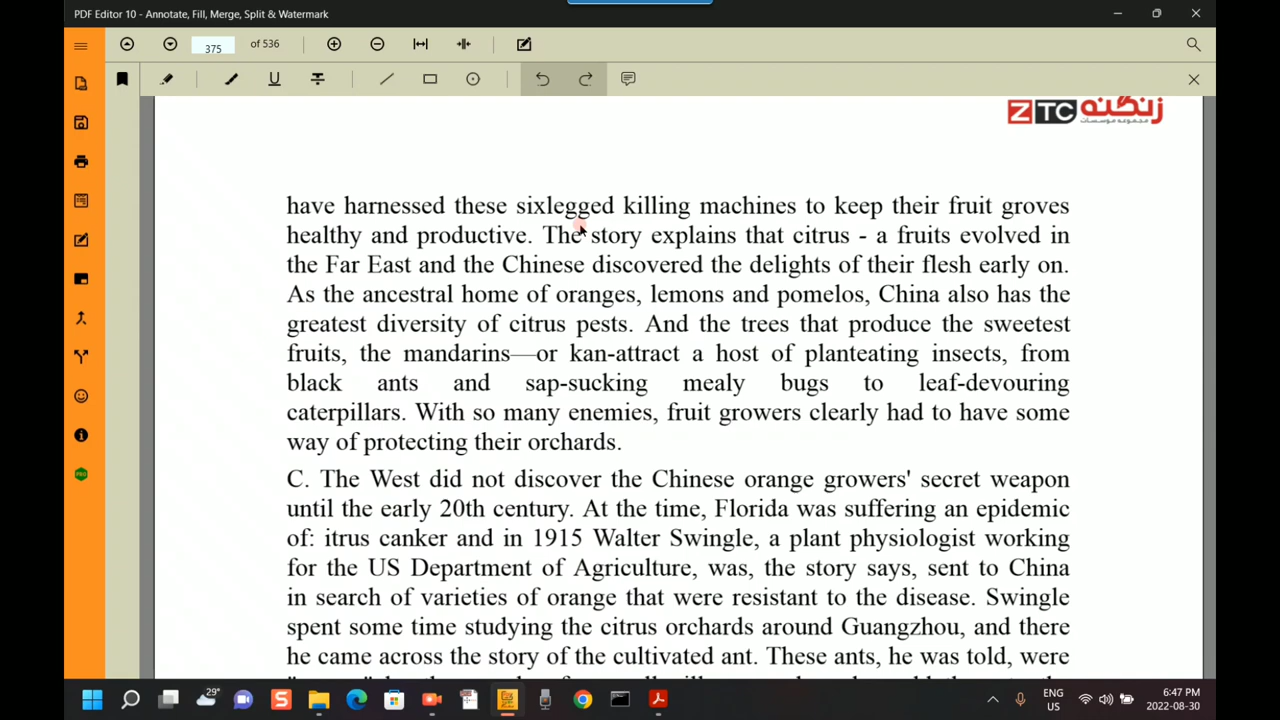 PDF Editor 10 - Annotate, Fill, Merge, Split & Watermark
375 of 536
ZTC زنگنه
مجموعه موسسات
have harnessed these sixlegged killing machines to keep their fruit groves
healthy and productive. The story explains that citrus - a fruits evolved in
the Far East and the Chinese discovered the delights of their flesh early on.
As the ancestral home of oranges, lemons and pomelos, China also has the
greatest diversity of citrus pests. And the trees that produce the sweetest
fruits, the mandarins—or kan-attract a host of planteating insects, from
black ants and sap-sucking mealy bugs to leaf-devouring
caterpillars. With so many enemies, fruit growers clearly had to have some
way of protecting their orchards.
C. The West did not discover the Chinese orange growers' secret weapon
until the early 20th century. At the time, Florida was suffering an epidemic
of: itrus canker and in 1915 Walter Swingle, a plant physiologist working
for the US Department of Agriculture, was, the story says, sent to China
in search of varieties of orange that were resistant to the disease. Swingle
spent some time studying the citrus orchards around Guangzhou, and there
he came across the story of the cultivated ant. These ants, he was told, were
29°
ENG
US
6:47 PM
2022-08-30